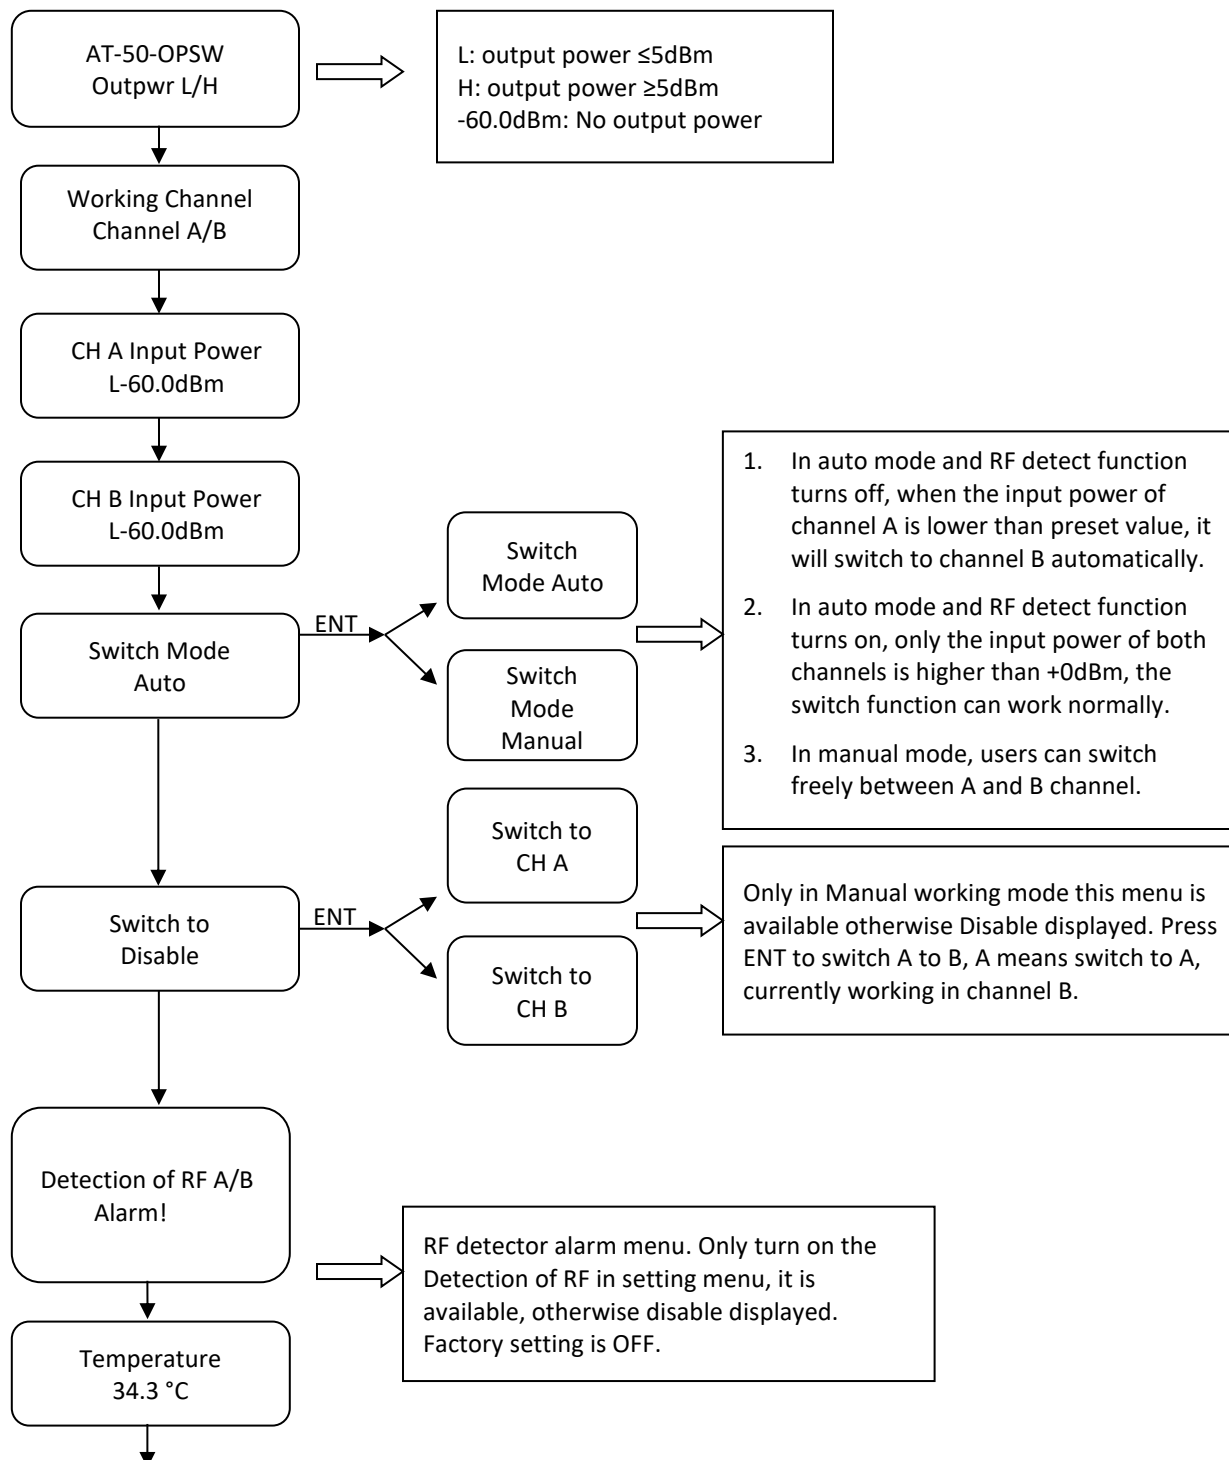 AT-50-OPSW
Outpwr L/H
L: output power ≤5dBm
H: output power ≥5dBm
-60.0dBm: No output power
Working Channel
Channel A/B
CH A Input Power
L-60.0dBm
CH B Input Power
L-60.0dBm
Switch Mode
Auto
ENT
Switch
Mode Auto
Switch
Mode
Manual
1. In auto mode and RF detect function
turns off, when the input power of
channel A is lower than preset value, it
will switch to channel B automatically.
2. In auto mode and RF detect function
turns on, only the input power of both
channels is higher than +0dBm, the
switch function can work normally.
3. In manual mode, users can switch
freely between A and B channel.
Switch to
Disable
ENT
Switch to
CH A
Switch to
CH B
Only in Manual working mode this menu is
available otherwise Disable displayed. Press
ENT to switch A to B, A means switch to A,
currently working in channel B.
Detection of RF A/B
Alarm!
RF detector alarm menu. Only turn on the
Detection of RF in setting menu, it is
available, otherwise disable displayed.
Factory setting is OFF.
Temperature
34.3 °C